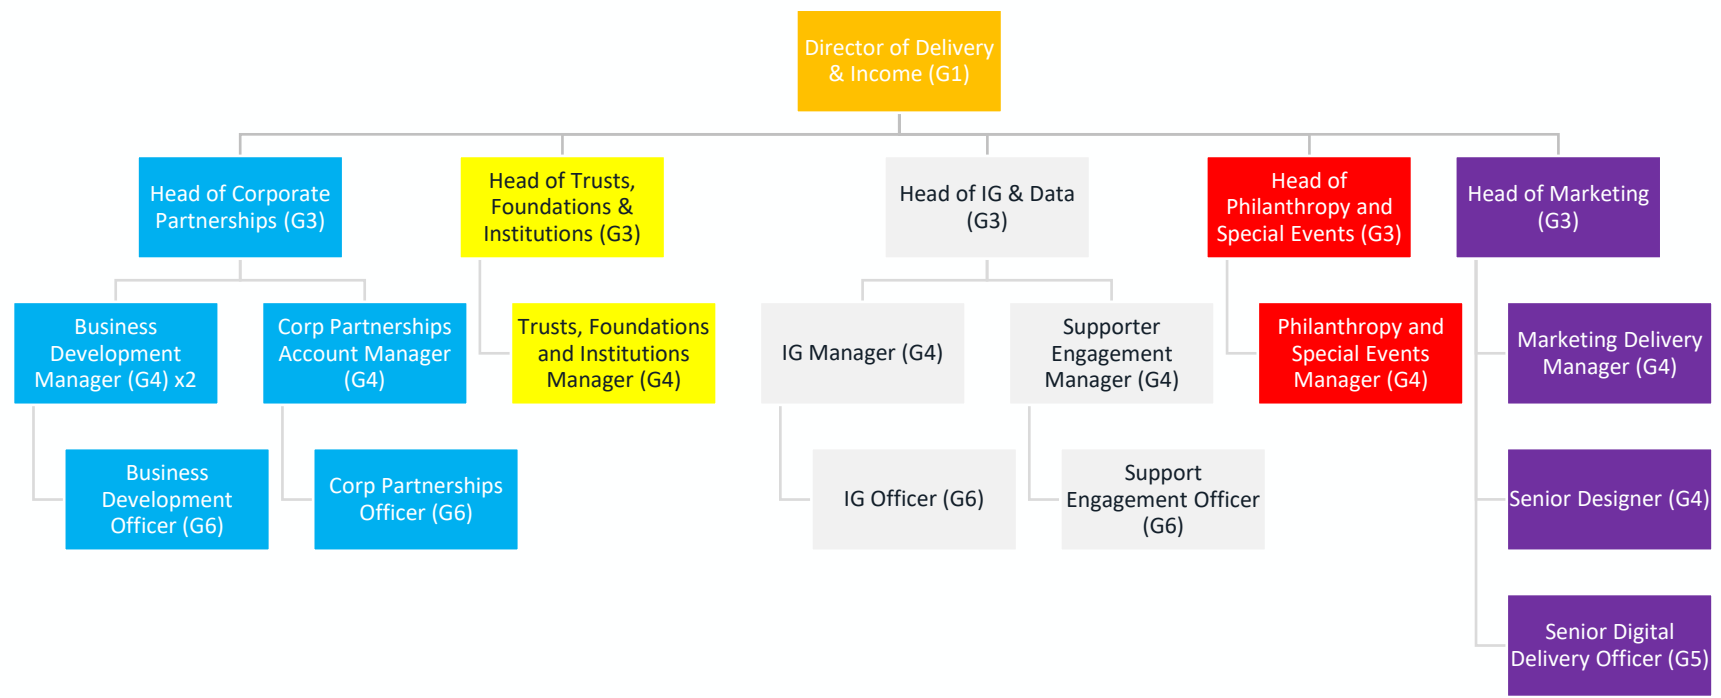 Director of Delivery
& Income (G1)
Head of Corporate
Partnerships (G3)
Head of Trusts,
Foundations &
Institutions (G3)
Head of IG & Data
(G3)
Head of
Philanthropy and
Special Events (G3)
Head of Marketing
(G3)
Business
Development
Manager (G4) x2
Corp Partnerships
Account Manager
(G4)
Trusts, Foundations
and Institutions
Manager (G4)
IG Manager (G4)
Supporter
Engagement
Manager (G4)
Philanthropy and
Special Events
Manager (G4)
Marketing Delivery
Manager (G4)
Business
Development
Officer (G6)
Corp Partnerships
Officer (G6)
IG Officer (G6)
Support
Engagement Officer
(G6)
Senior Designer (G4)
Senior Digital
Delivery Officer (G5)